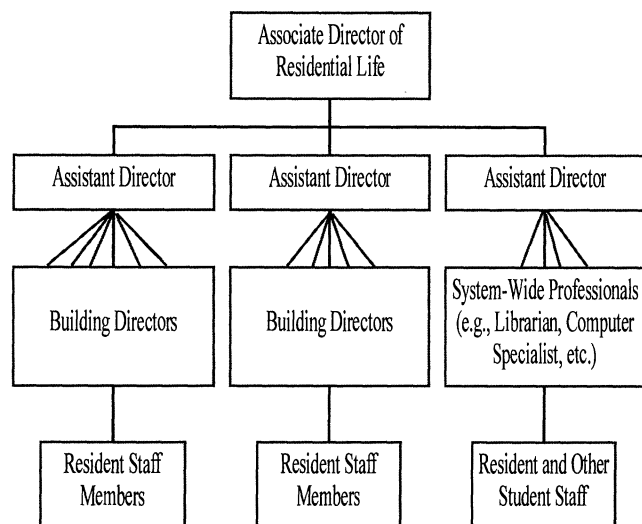 Associate Director of
Residential Life
Assistant Director
Assistant Director
Assistant Director
Building Directors
Building Directors
System-Wide Professionals
(e.g., Librarian, Computer
Specialist, etc.)
Resident Staff
Members
Resident Staff
Members
Resident and Other
Student Staff